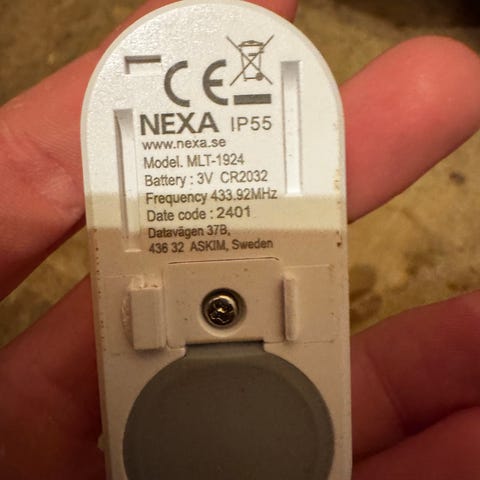 CE
NEXA IP55
www.nexa.se
Model. MLT-1924
Battery : 3V CR2032
Frequency 433.92MHz
Date code : 2401
Datavägen 37B,
436 32 ASKIM, Sweden